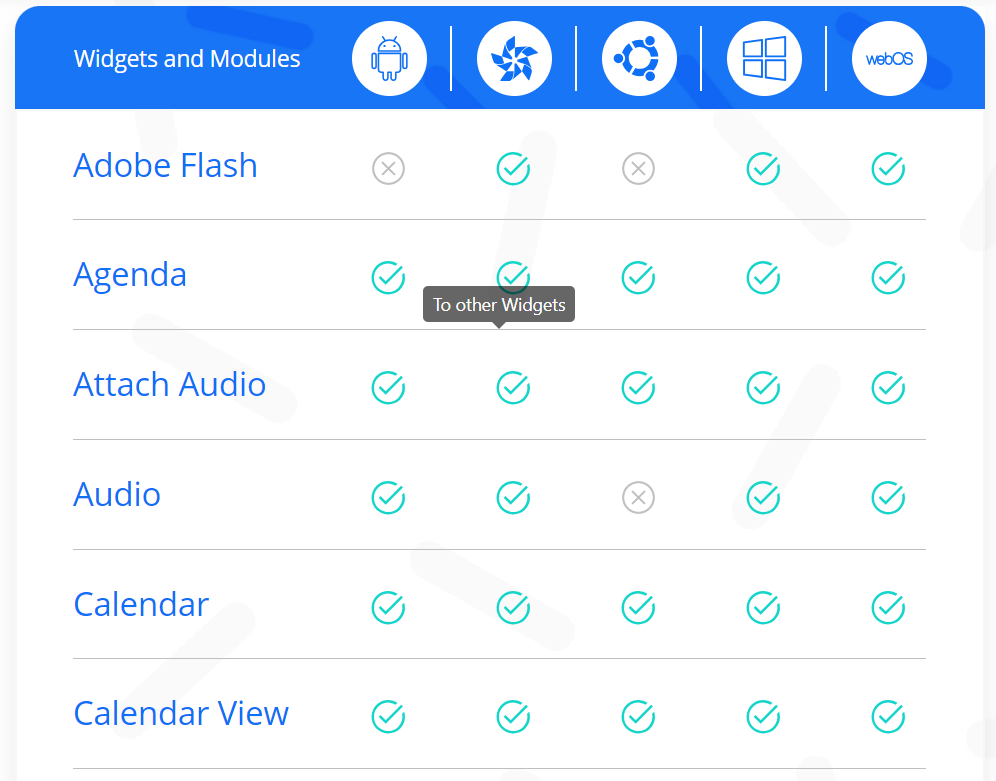 Widgets and Modules
webOS
Adobe Flash
Agenda
To other Widgets
Attach Audio
Audio
Calendar
Calendar View